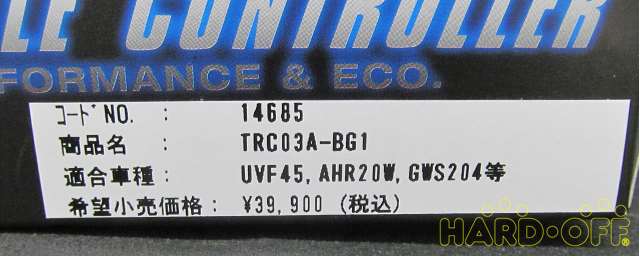 LE CONTROLLER
FORMANCE & ECO.
コードNO. : 14685
商品名 : TRC03A-BG1
適合車種: UVF45,AHR20W,GWS204等
希望小売価格: ¥39,900 (税込)
HARD-OFF